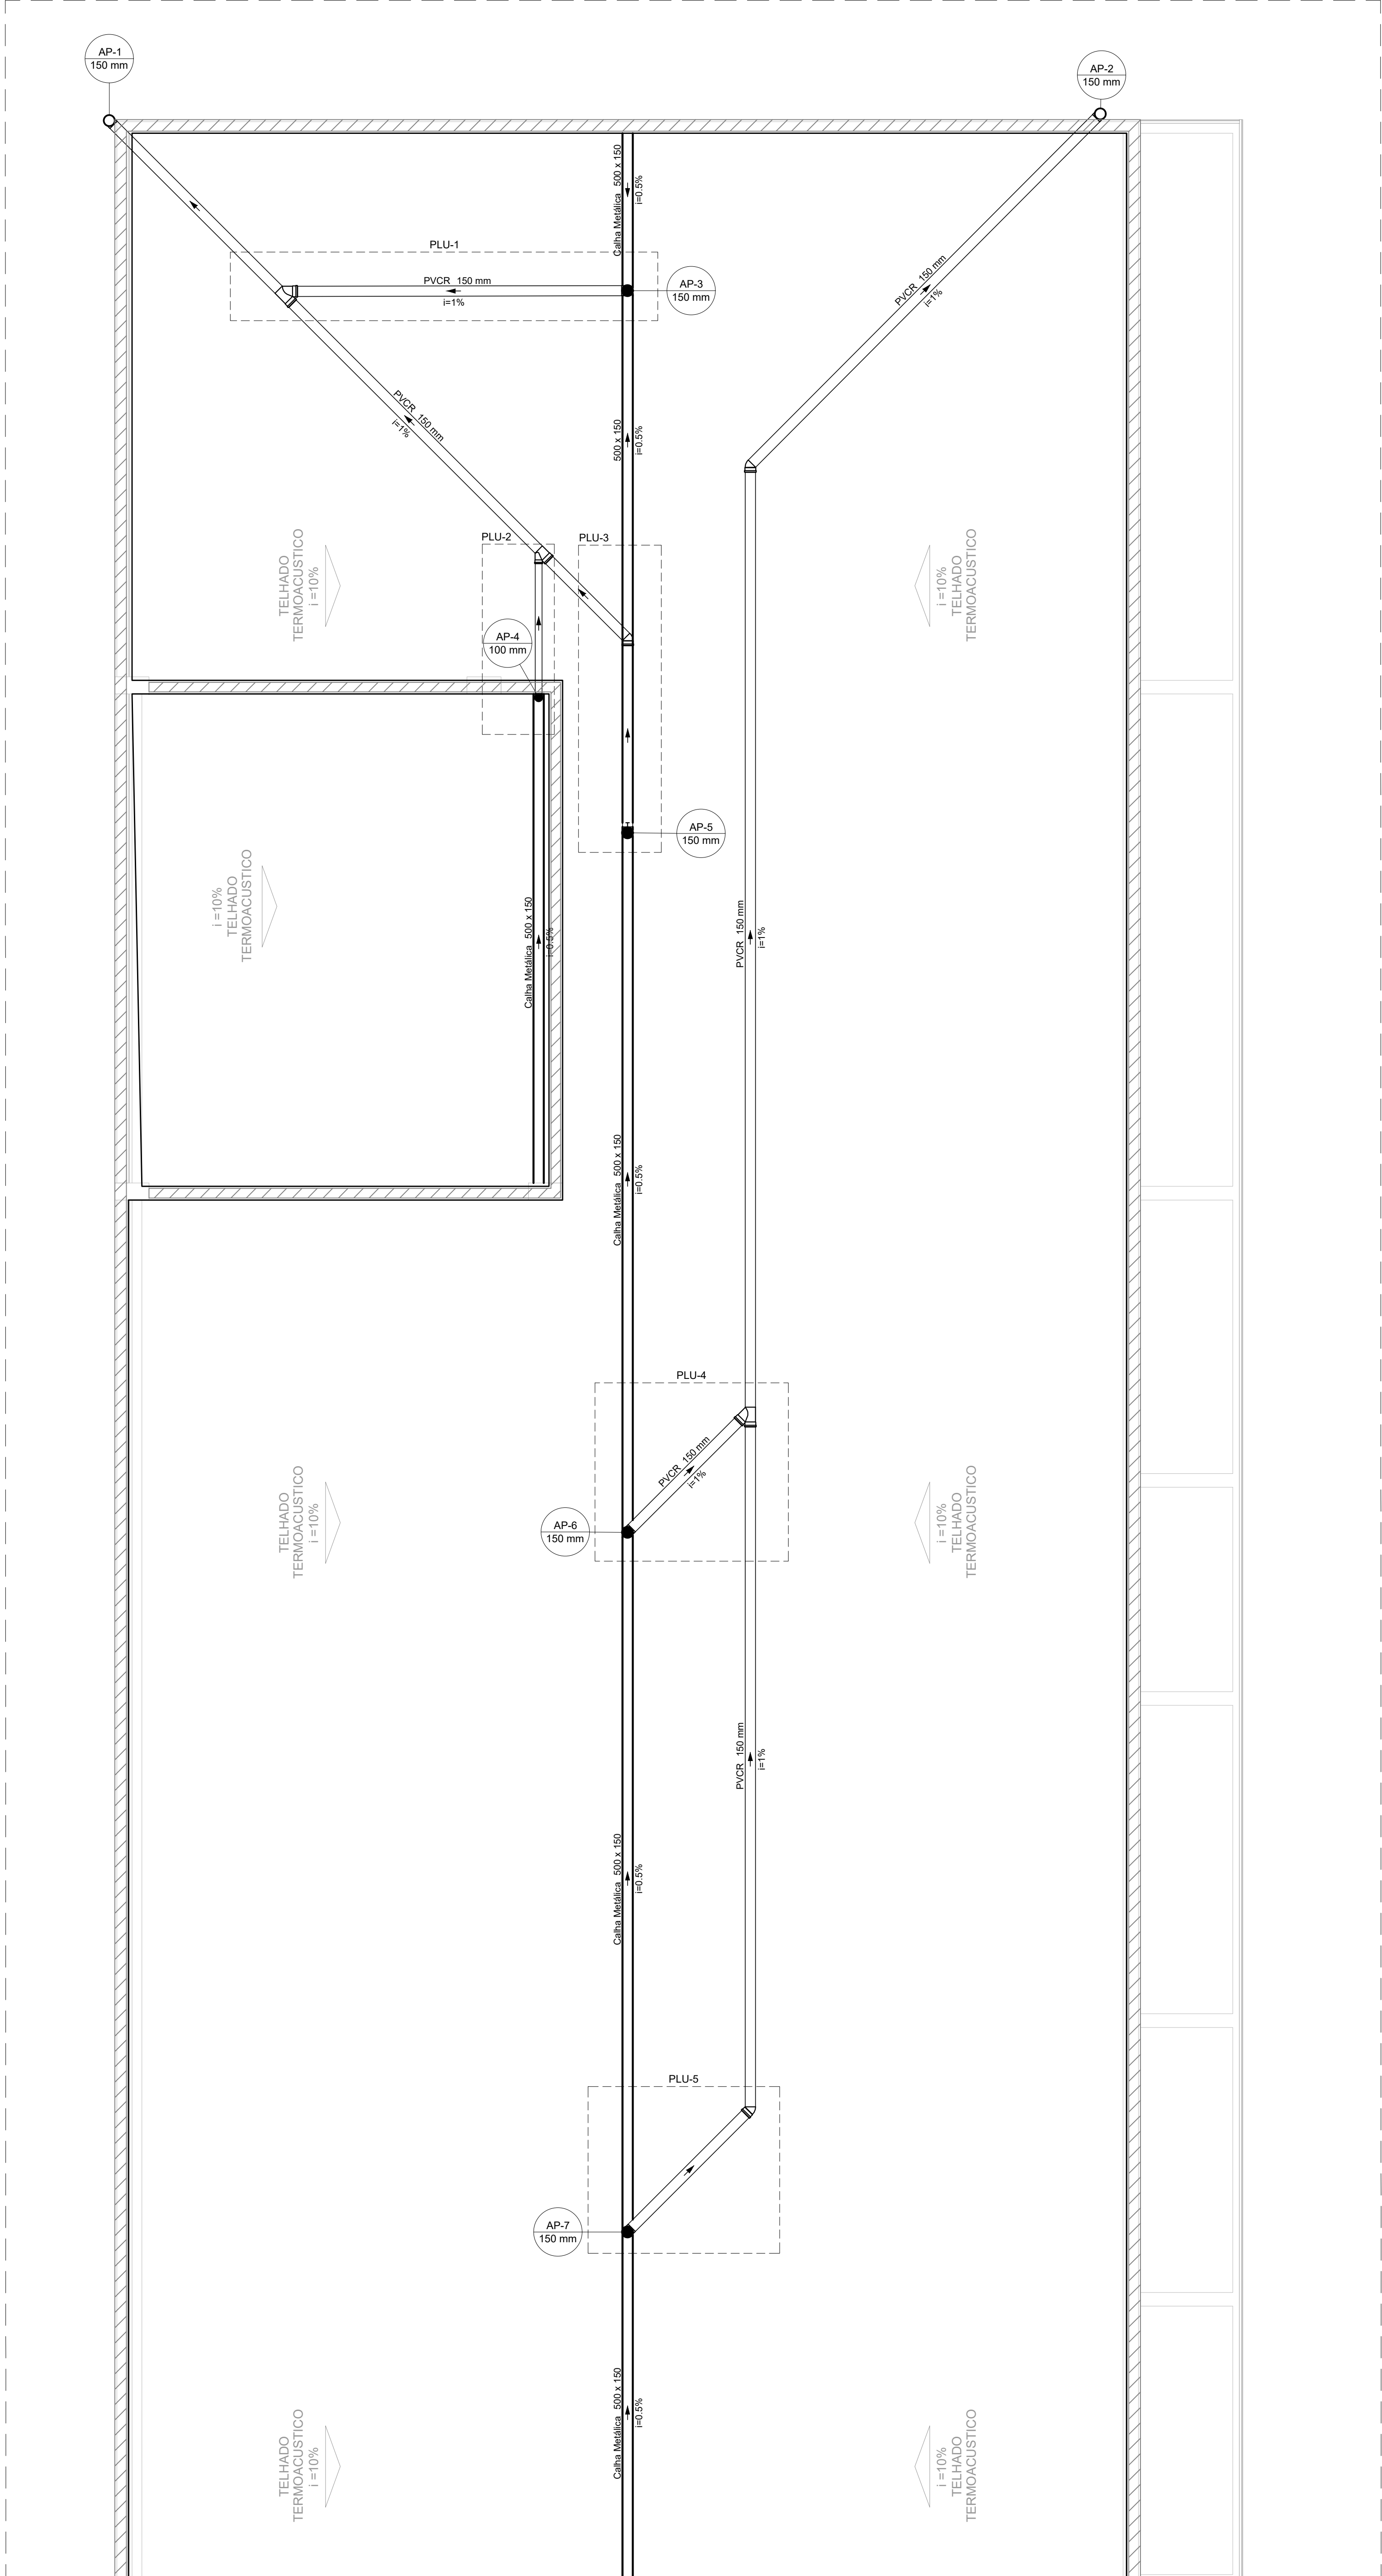 AP-1
150 mm
AP-2
150 mm
Calha Metálica 500 x 150
i=0.5%
PLU-1
PVCR 150 mm
i=1%
AP-3
150 mm
PVCR 150 mm
i=1%
PVCR 150 mm
i=1%
500 x 150
i=0.5%
PLU-2
PLU-3
TELHADO
TERMOACUSTICO
i =10%
i =10%
TELHADO
TERMOACUSTICO
AP-4
100 mm
AP-5
150 mm
i =10%
TELHADO
TERMOACUSTICO
Calha Metálica 500 x 150
i=0.5%
PVCR 150 mm
i=1%
Calha Metálica 500 x 150
i=0.5%
PLU-4
PVCR 150 mm
i=1%
AP-6
150 mm
TELHADO
TERMOACUSTICO
i =10%
i =10%
TELHADO
TERMOACUSTICO
PVCR 150 mm
i=1%
Calha Metálica 500 x 150
i=0.5%
PLU-5
AP-7
150 mm
Calha Metálica 500 x 150
i=0.5%
TELHADO
TERMOACUSTICO
i =10%
i =10%
TELHADO
TERMOACUSTICO